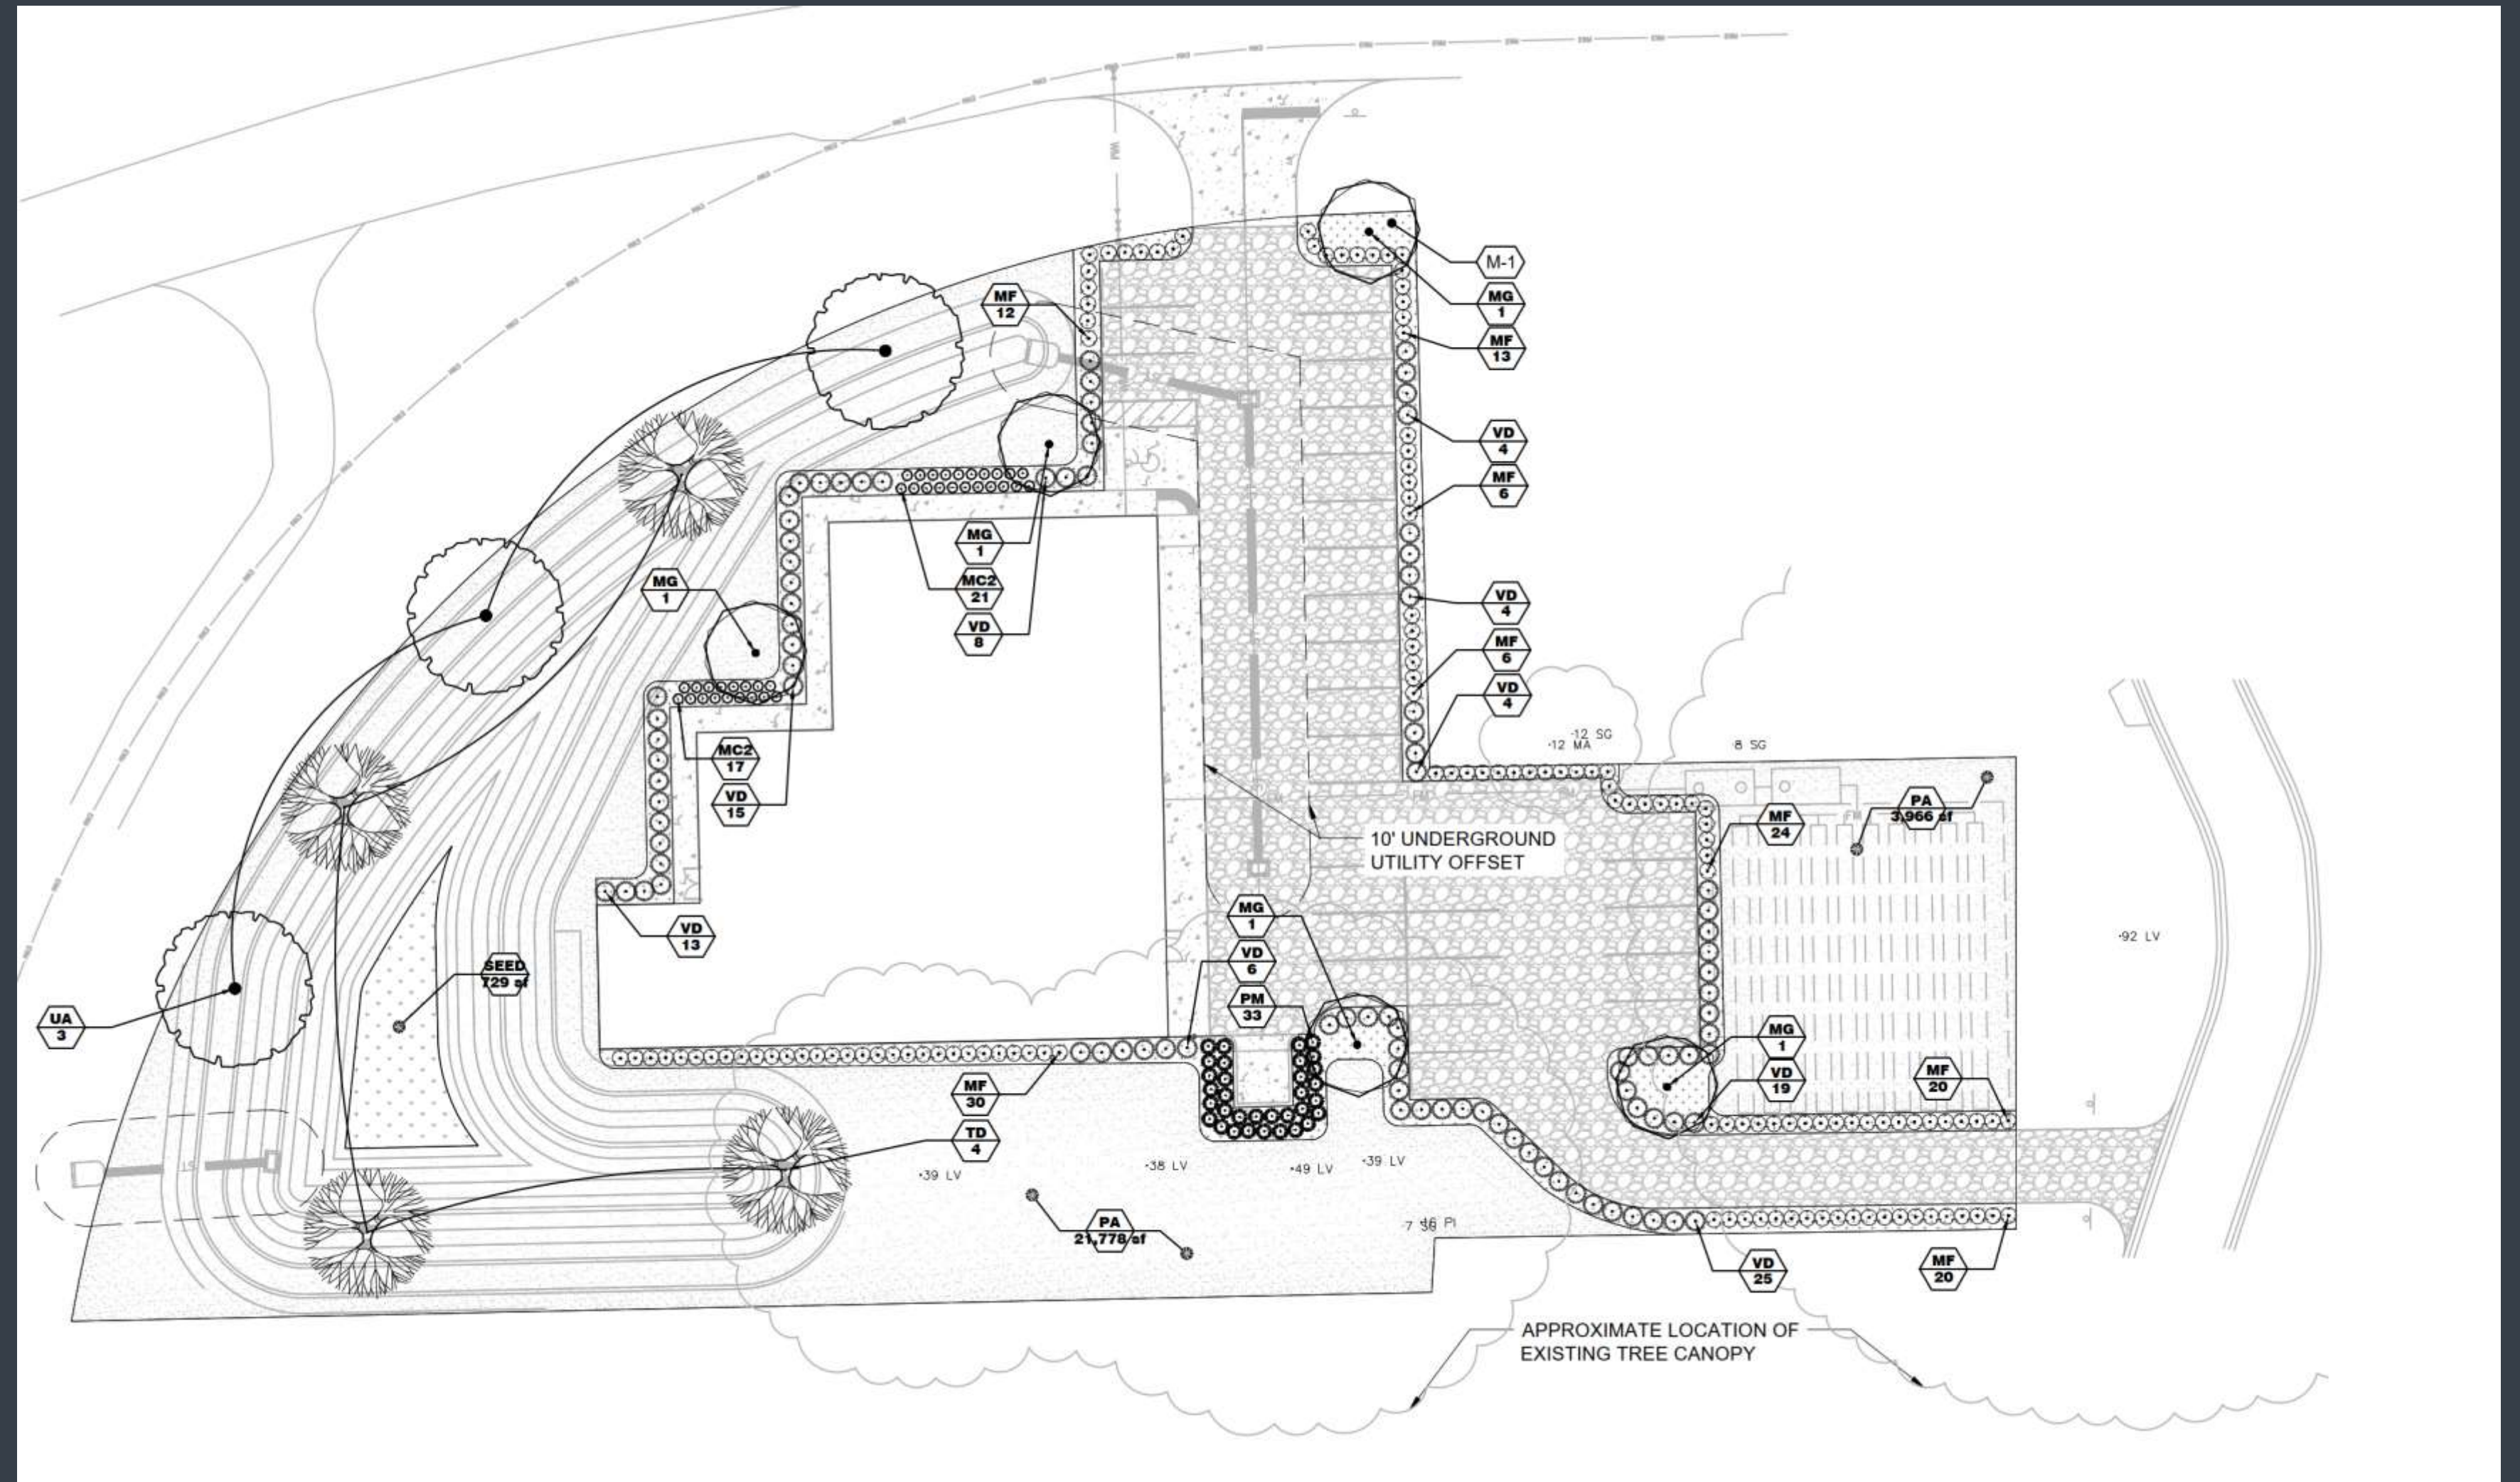 M-1
MG
1
MF
13
MF
12
VD
4
MF
6
MG
1
MC2
21
VD
8
MG
1
VD
4
MF
6
VD
4
MC2
17
VD
15
·12 SG
·12 MA
8 SG
PA
3,966 sf
MF
24
10' UNDERGROUND
UTILITY OFFSET
VD
13
MG
1
VD
6
PM
33
·92 LV
SEED
729 sf
UA
3
MG
1
VD
19
MF
20
MF
30
TD
4
·39 LV
·38 LV
·49 LV
·39 LV
PA
21,778 sf
VD
25
MF
20
APPROXIMATE LOCATION OF
EXISTING TREE CANOPY